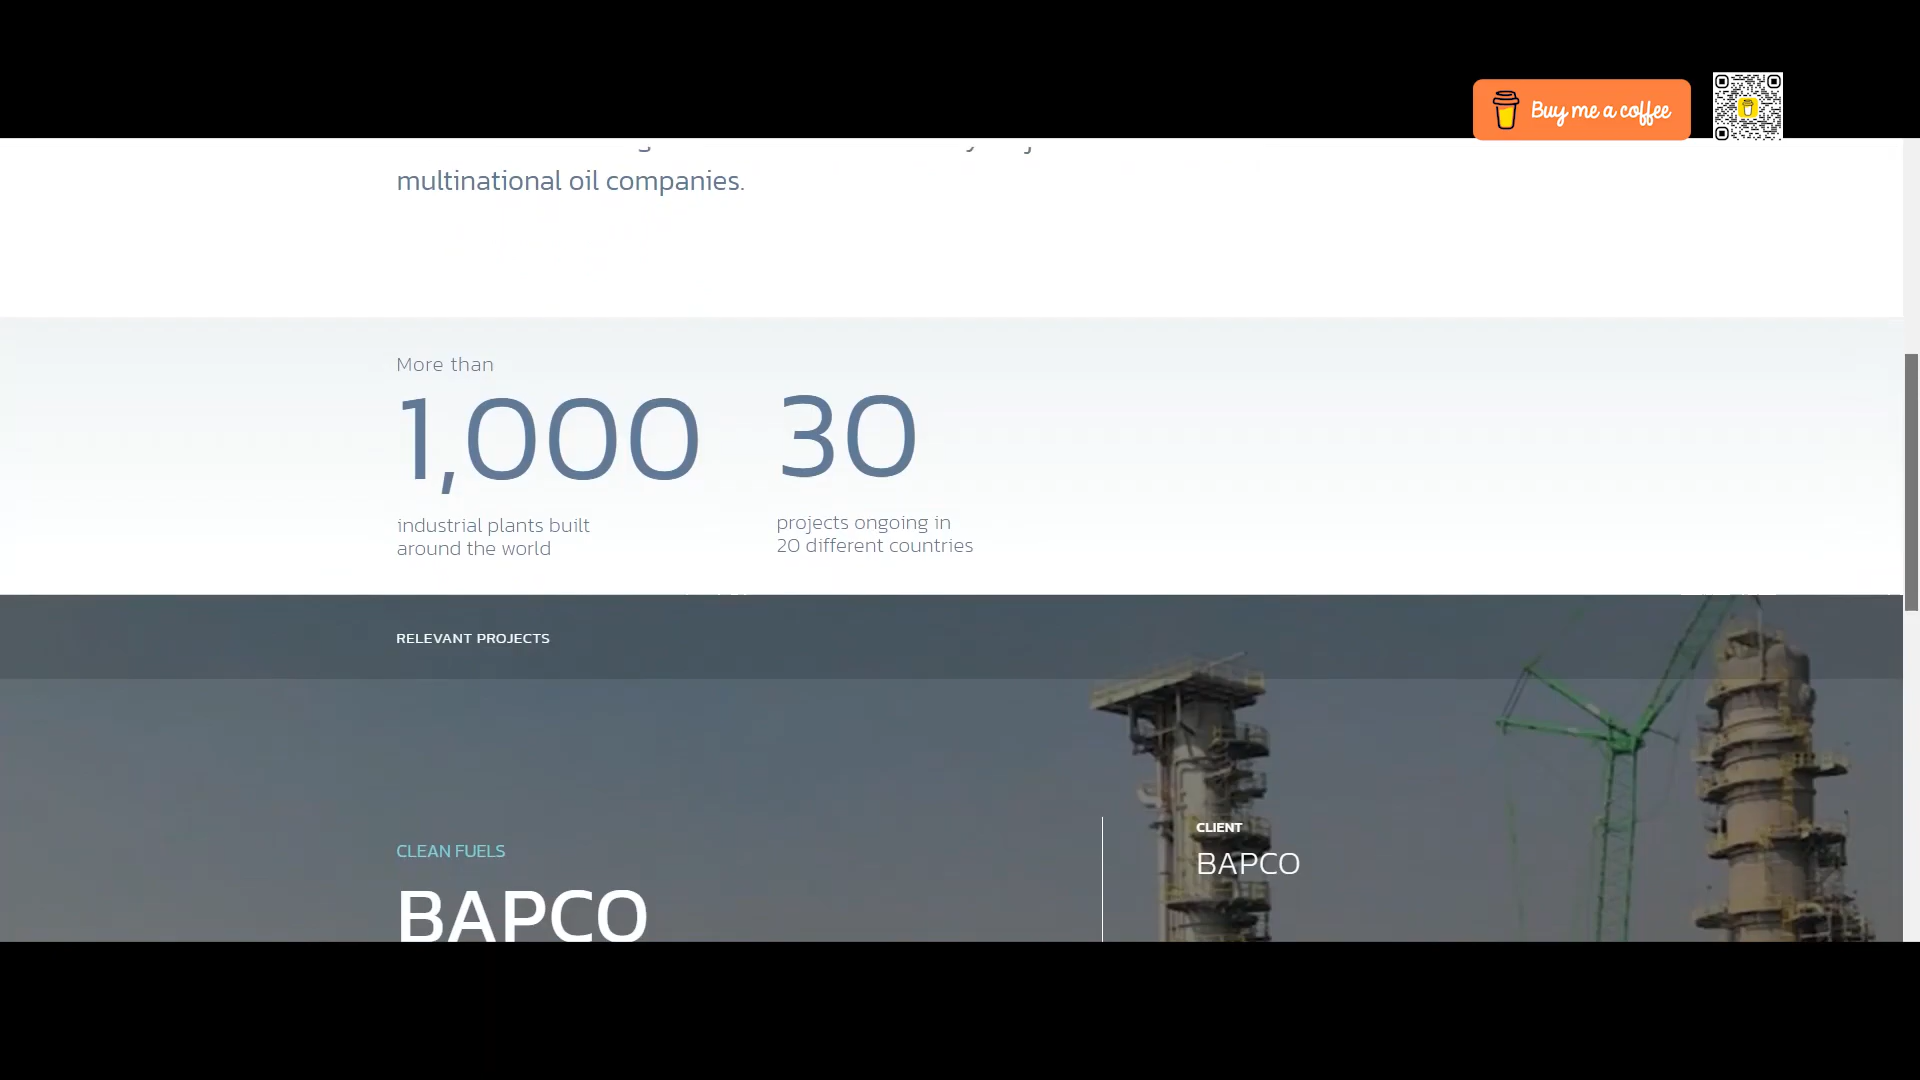 Buy me a coffee
multinational oil companies.
More than
1,000
industrial plants built
around the world
30
projects ongoing in
20 different countries
RELEVANT PROJECTS
CLEAN FUELS
BAPCO
CLIENT
BAPCO